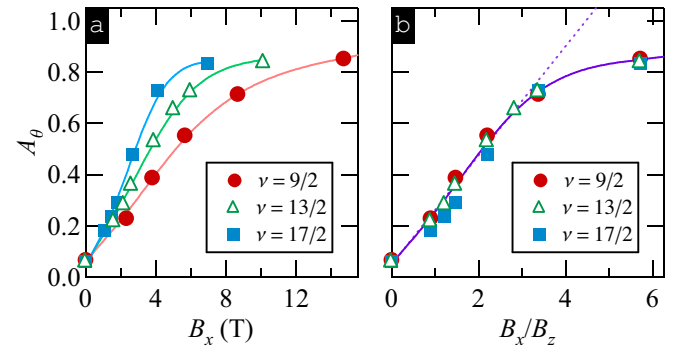 a
b
1.0
0.8
0.6
0.4
0.2
0.0
A_θ
ν = 9/2
ν = 13/2
ν = 17/2
ν = 9/2
ν = 13/2
ν = 17/2
0 4 8 12
0 2 4 6
B_x (T)
B_x/B_z